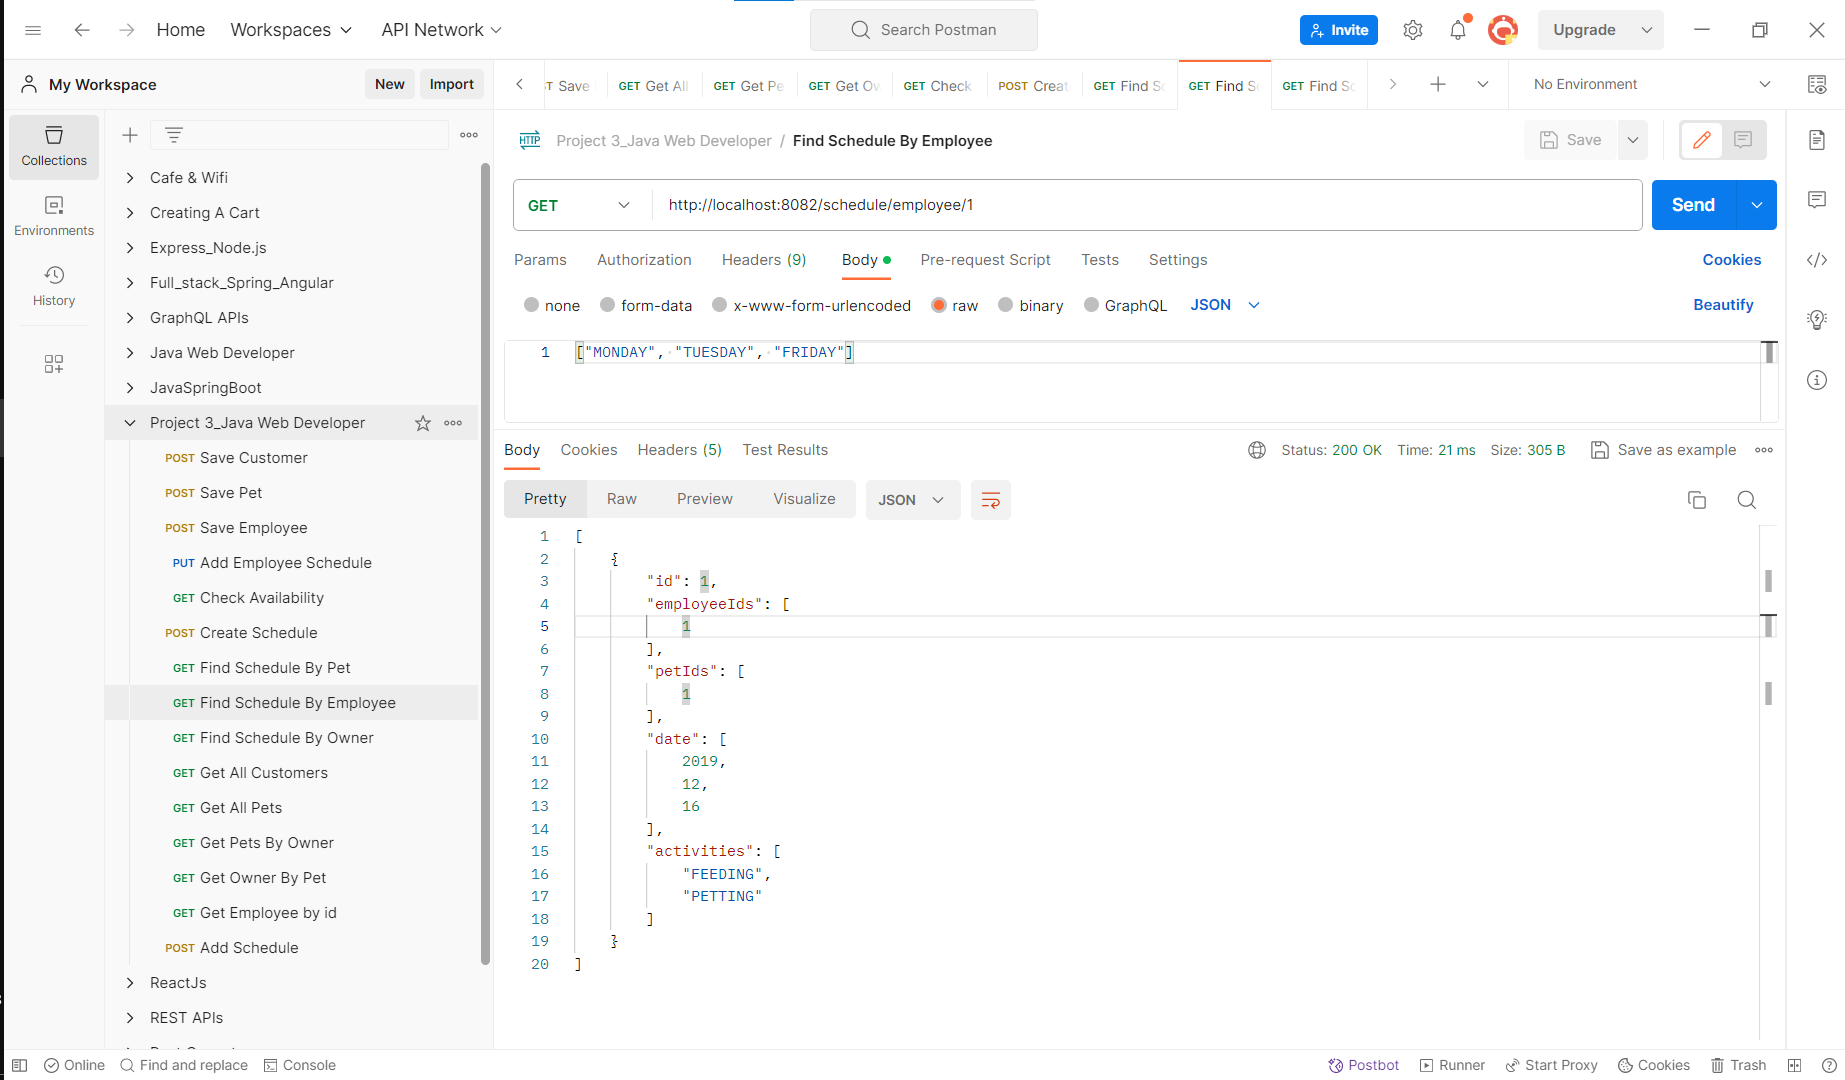 Home Workspaces API Network Search Postman Invite Upgrade
My Workspace New Import
T Save GET Get All GET Get Pe GET Get Ov GET Check POST Creat GET Find Sc GET Find S GET Find Sc No Environment
Collections
Environments
History
Cafe & Wifi
Creating A Cart
Express_Node.js
Full_stack_Spring_Angular
GraphQL APIs
Java Web Developer
JavaSpringBoot
Project 3_Java Web Developer
POST Save Customer
POST Save Pet
POST Save Employee
PUT Add Employee Schedule
GET Check Availability
POST Create Schedule
GET Find Schedule By Pet
GET Find Schedule By Employee
GET Find Schedule By Owner
GET Get All Customers
GET Get All Pets
GET Get Pets By Owner
GET Get Owner By Pet
GET Get Employee by id
POST Add Schedule
ReactJs
REST APIs
HTTP Project 3_Java Web Developer / Find Schedule By Employee Save
GET http://localhost:8082/schedule/employee/1 Send
Params Authorization Headers (9) Body Pre-request Script Tests Settings Cookies
none form-data x-www-form-urlencoded raw binary GraphQL JSON Beautify
1 ["MONDAY", "TUESDAY", "FRIDAY"]
Body Cookies Headers (5) Test Results Status: 200 OK Time: 21 ms Size: 305 B Save as example
Pretty Raw Preview Visualize JSON
1 [
2 {
3 "id": 1,
4 "employeeIds": [
5 1
6 ],
7 "petIds": [
8 1
9 ],
10 "date": [
11 2019,
12 12,
13 16
14 ],
15 "activities": [
16 "FEEDING",
17 "PETTING"
18 ]
19 }
20 ]
Online Find and replace Console Postbot Runner Start Proxy Cookies Trash